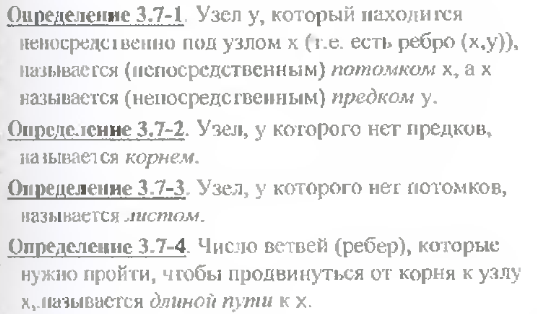 Определение 3.7-1. Узел y, который находится
непосредственно под узлом x (т.е. есть ребро (x,y)),
называется (непосредственным) потомком x, а x
называется (непосредственным) предком y.
Определение 3.7-2. Узел, у которого нет предков,
называется корнем.
Определение 3.7-3. Узел, у которого нет потомков,
называется листом.
Определение 3.7-4. Число ветвей (ребер), которые
нужно пройти, чтобы продвинуться от корня к узлу
x, называется длиной пути к x.